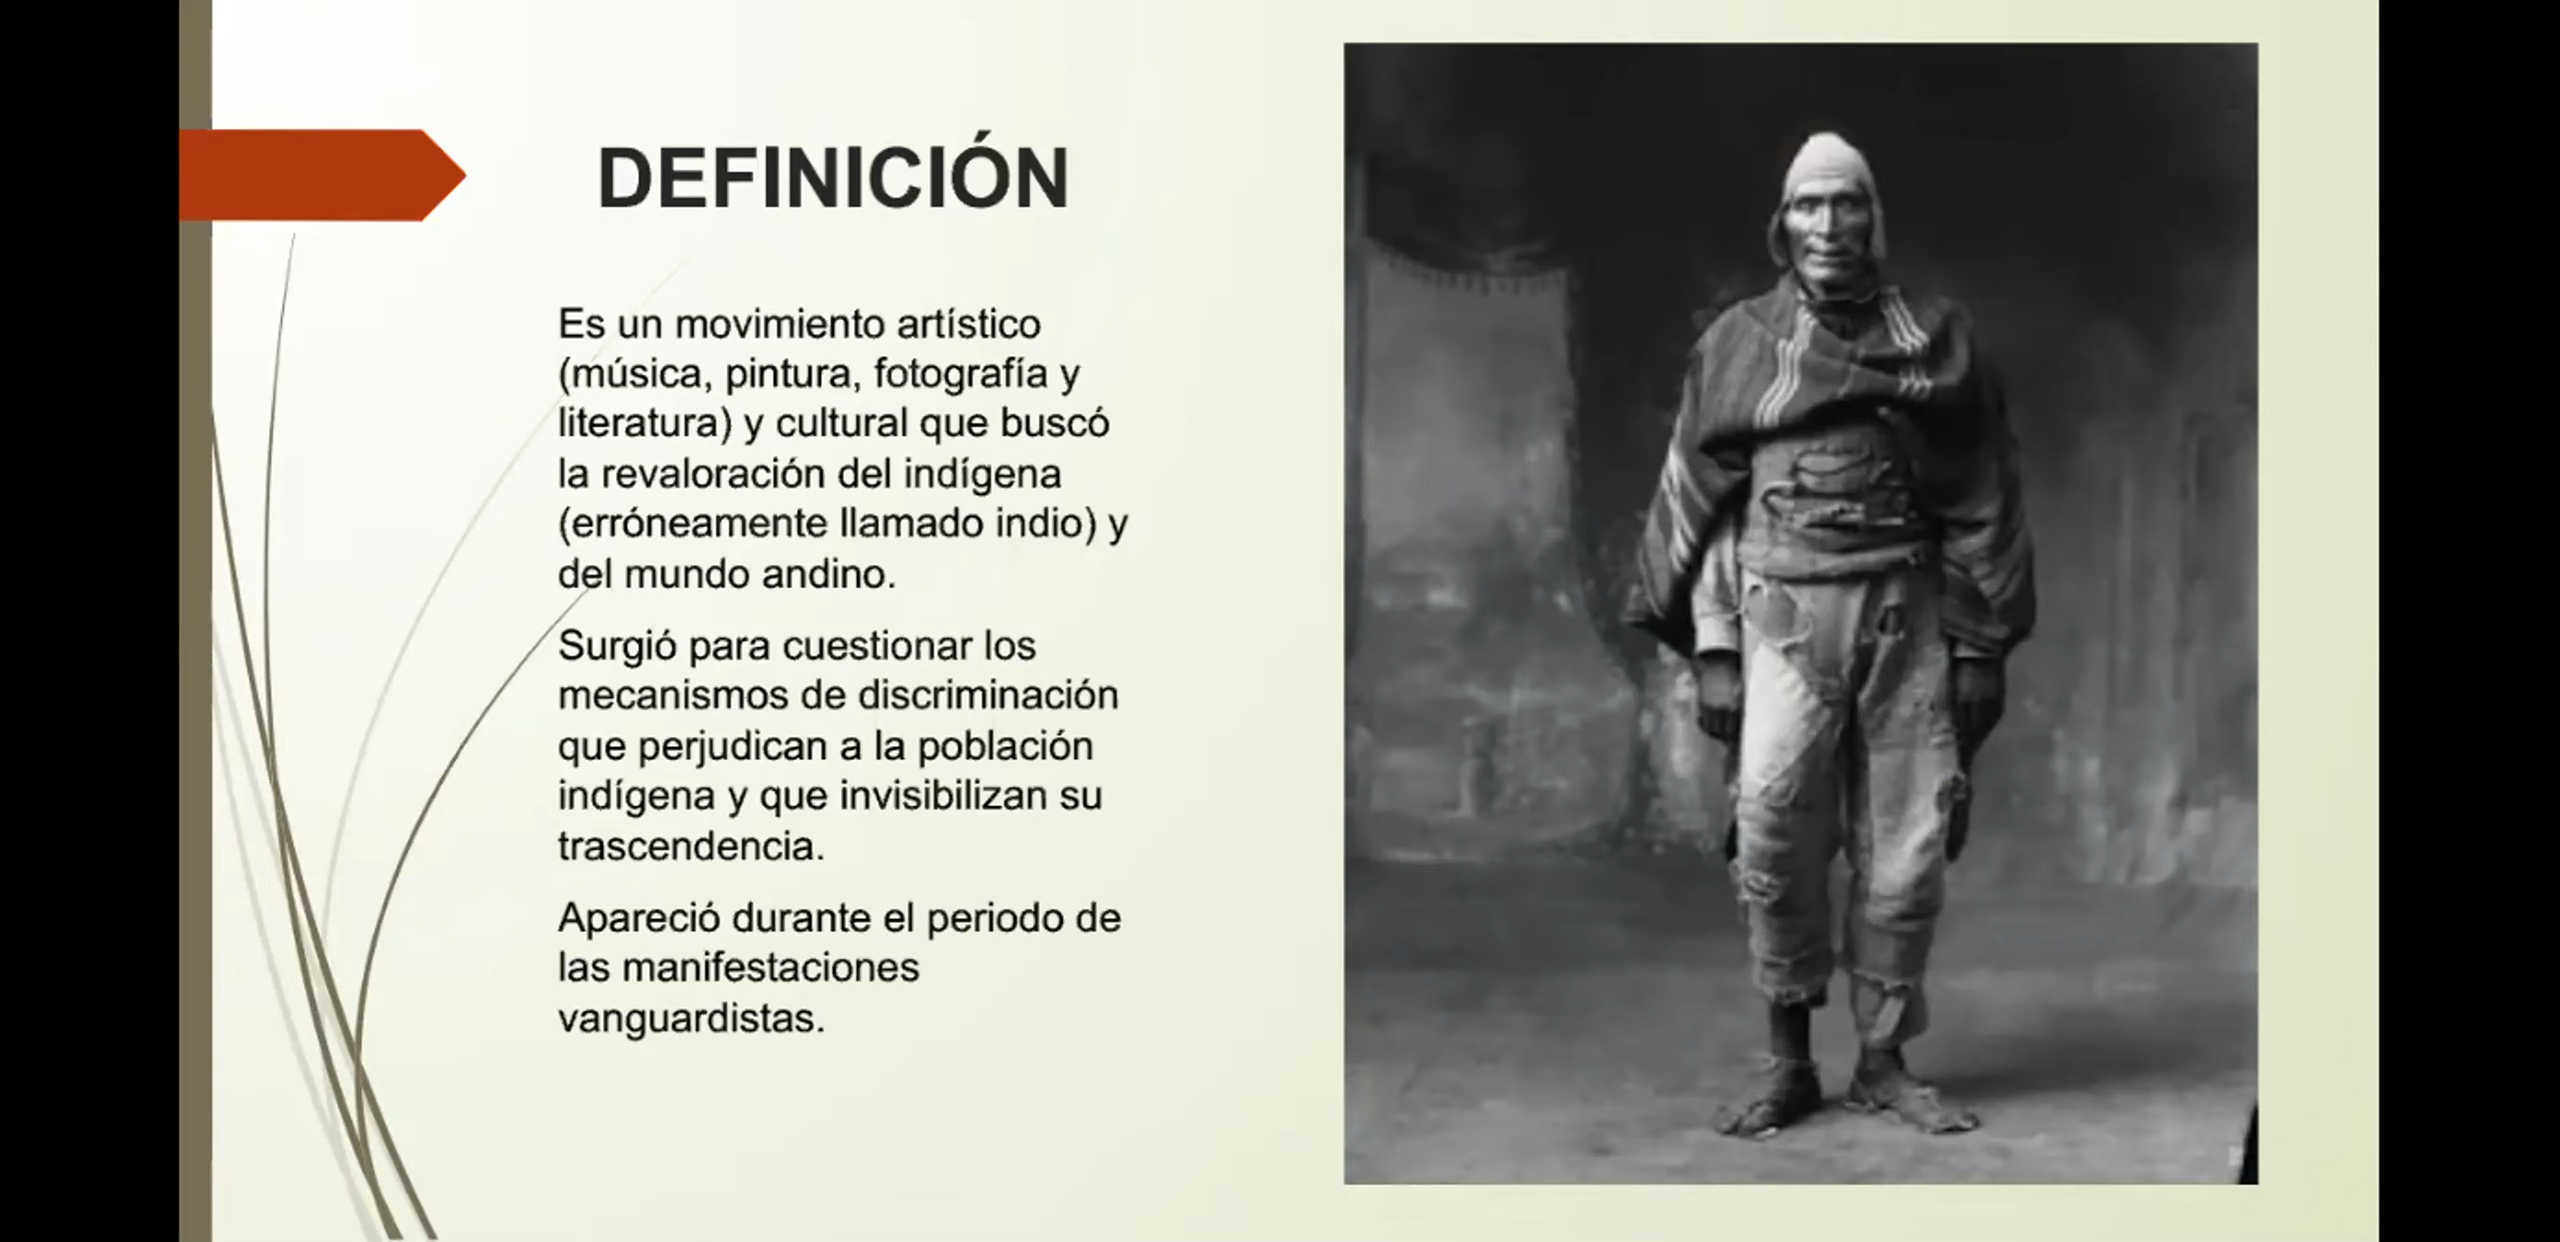 DEFINICIÓN
Es un movimiento artístico
(música, pintura, fotografía y
literatura) y cultural que buscó
la revaloración del indígena
(erróneamente llamado indio) y
del mundo andino.
Surgió para cuestionar los
mecanismos de discriminación
que perjudican a la población
indígena y que invisibilizan su
trascendencia.
Apareció durante el periodo de
las manifestaciones
vanguardistas.